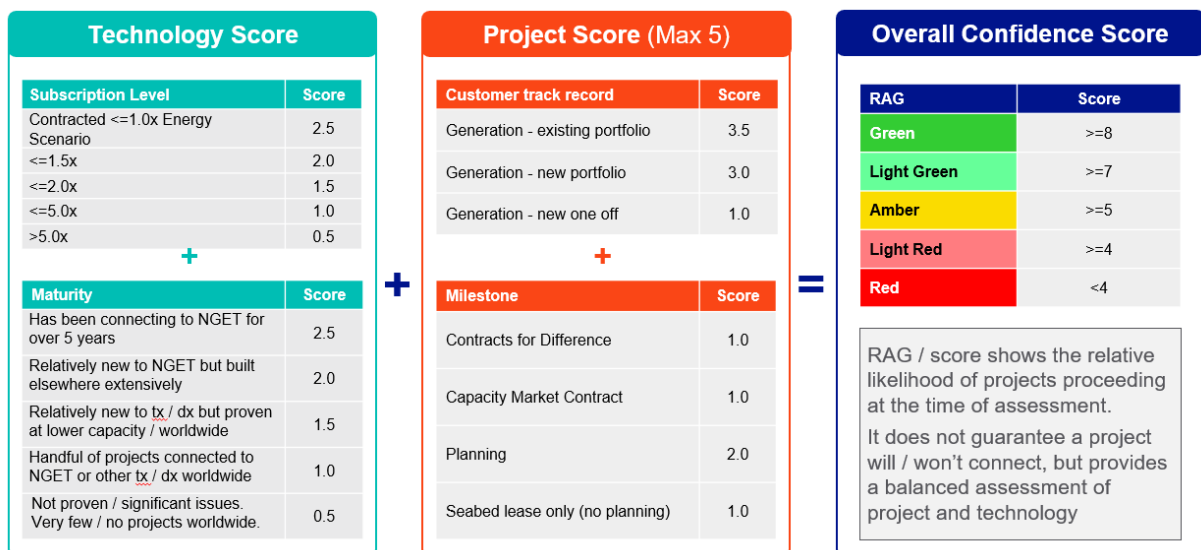 Technology Score
Subscription Level Score
Contracted <=1.0x Energy
Scenario 2.5
<=1.5x 2.0
<=2.0x 1.5
<=5.0x 1.0
>5.0x 0.5
+
Maturity Score
Has been connecting to NGET for
over 5 years 2.5
Relatively new to NGET but built
elsewhere extensively 2.0
Relatively new to tx / dx but proven
at lower capacity / worldwide 1.5
Handful of projects connected to
NGET or other tx / dx worldwide 1.0
Not proven / significant issues.
Very few / no projects worldwide. 0.5
+
Project Score (Max 5)
Customer track record Score
Generation - existing portfolio 3.5
Generation - new portfolio 3.0
Generation - new one off 1.0
+
Milestone Score
Contracts for Difference 1.0
Capacity Market Contract 1.0
Planning 2.0
Seabed lease only (no planning) 1.0
=
Overall Confidence Score
RAG Score
Green >=8
Light Green >=7
Amber >=5
Light Red >=4
Red <4
RAG / score shows the relative
likelihood of projects proceeding
at the time of assessment.
It does not guarantee a project
will / won’t connect, but provides
a balanced assessment of
project and technology